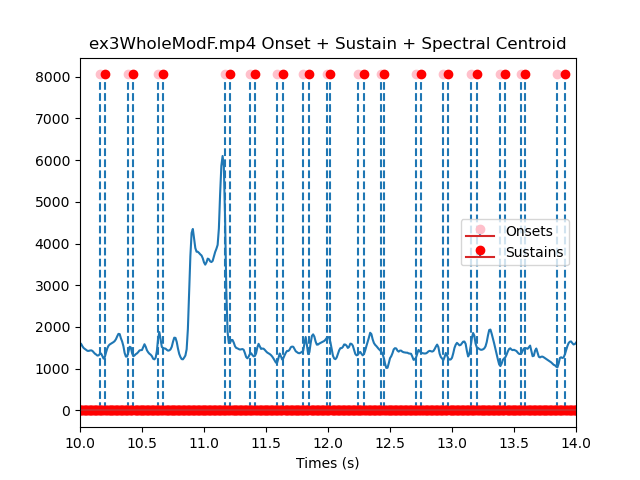 ex3WholeModF.mp4 Onset + Sustain + Spectral Centroid
8000
7000
6000
5000
4000
3000
2000
1000
0
Onsets
Sustains
10.0 10.5 11.0 11.5 12.0 12.5 13.0 13.5 14.0
Times (s)